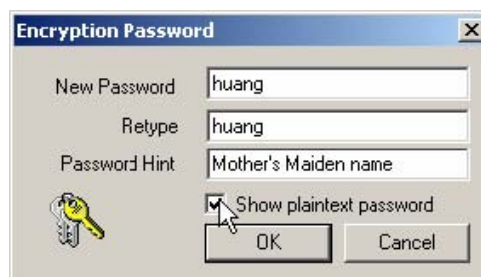 Encryption Password
New Password huang
Retype huang
Password Hint Mother's Maiden name
Show plaintext password
OK Cancel